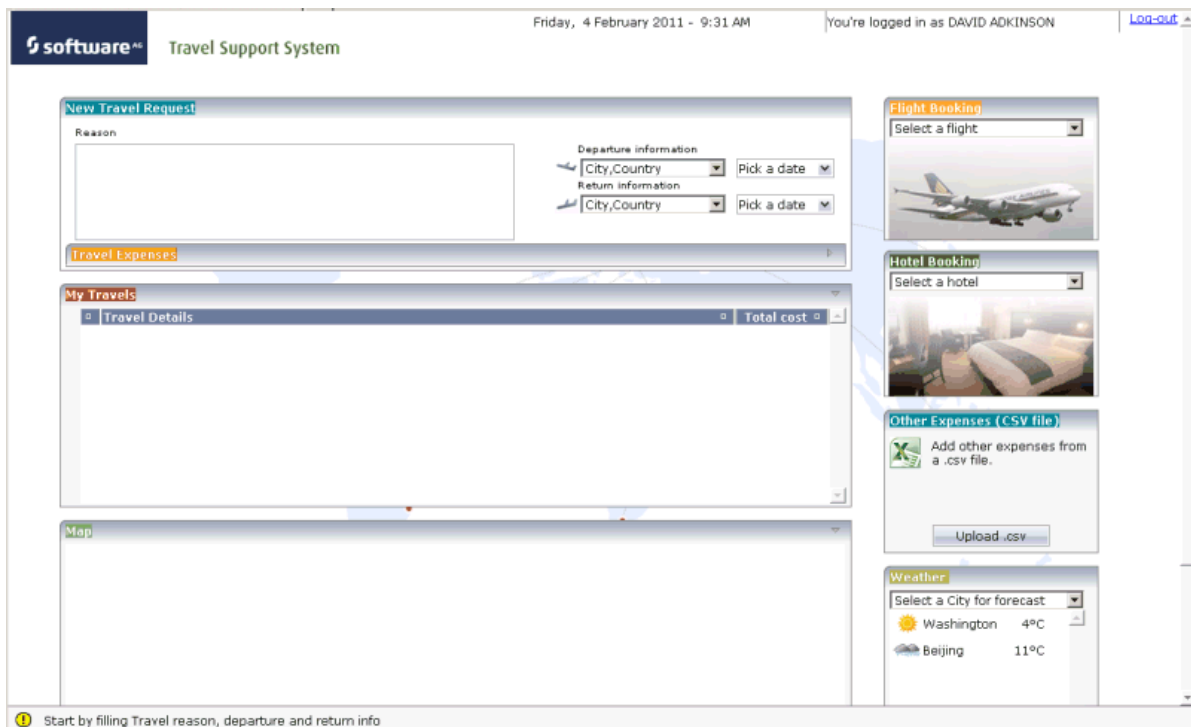 Friday, 4 February 2011 - 9:31 AM
You're logged in as DAVID ADKINSON
Log-out
software AG
Travel Support System
New Travel Request
Reason
Departure information
City,Country
Pick a date
Return information
City,Country
Pick a date
Travel Expenses
My Travels
Travel Details
Total cost
Map
Flight Booking
Select a flight
Hotel Booking
Select a hotel
Other Expenses (CSV file)
Add other expenses from
a .csv file.
Upload .csv
Weather
Select a City for forecast
Washington 4ºC
Beijing 11ºC
Start by filling Travel reason, departure and return info